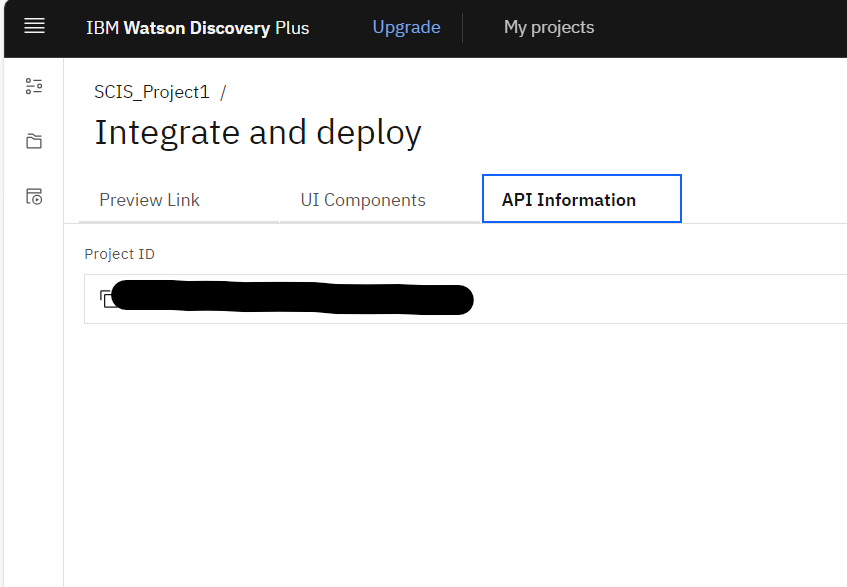 IBM Watson Discovery Plus Upgrade My projects
SCIS_Project1 /
Integrate and deploy
Preview Link UI Components API Information
Project ID